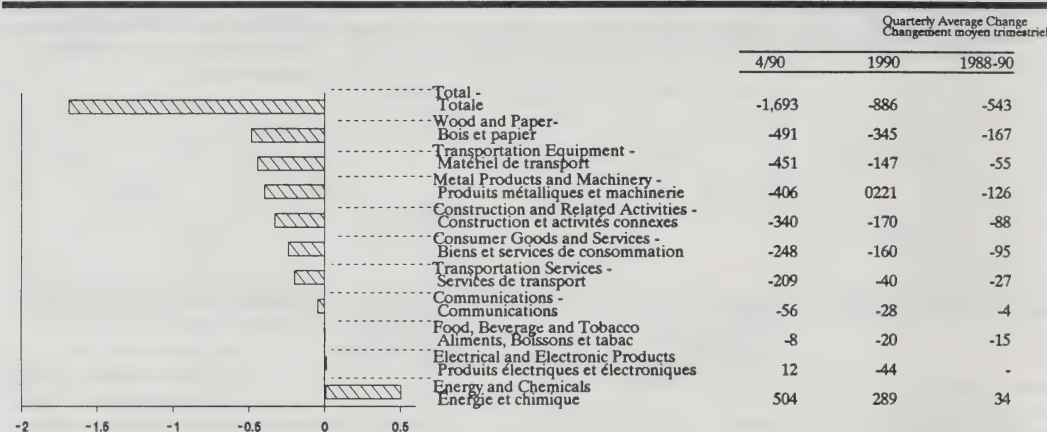 Quarterly Average Change
Changement moyen trimestriel
4/90 1990 1988-90
Total -
Totale -1,693 -886 -543
Wood and Paper-
Bois et papier -491 -345 -167
Transportation Equipment -
Matériel de transport -451 -147 -55
Metal Products and Machinery -
Produits métalliques et machinerie -406 0221 -126
Construction and Related Activities -
Construction et activités connexes -340 -170 -88
Consumer Goods and Services -
Biens et services de consommation -248 -160 -95
Transportation Services -
Services de transport -209 -40 -27
Communications -
Communications -56 -28 -4
Food, Beverage and Tobacco
Aliments, Boissons et tabac -8 -20 -15
Electrical and Electronic Products
Produits électriques et électroniques 12 -44 -
Energy and Chemicals
Énergie et chimique 504 289 34
-2 -1.5 -1 -0.5 0 0.5